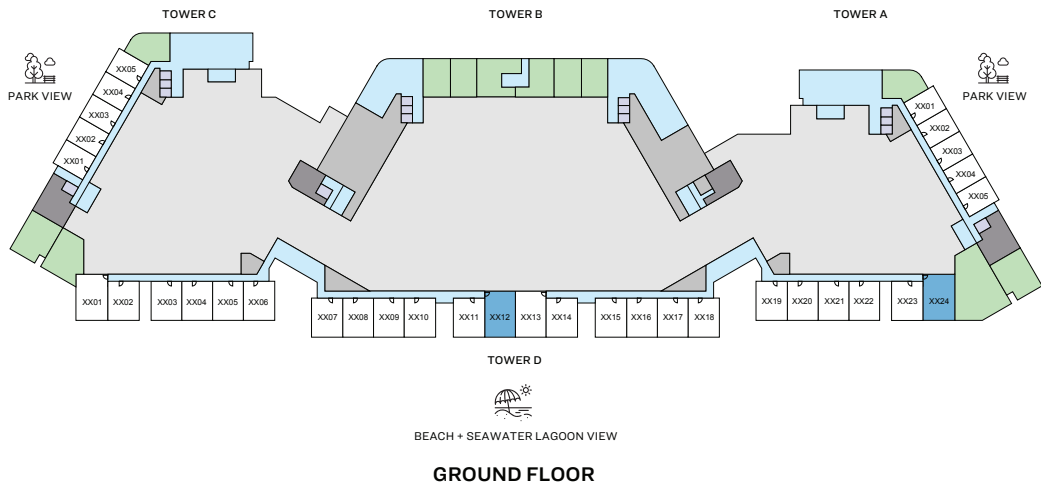 TOWER C
TOWER B
TOWER A
PARK VIEW
PARK VIEW
XX05
XX04
XX03
XX02
XX01
XX01
XX02
XX03
XX04
XX05
XX01
XX02
XX03
XX04
XX05
XX06
XX07
XX08
XX09
XX10
XX11
XX12
XX13
XX14
XX15
XX16
XX17
XX18
XX19
XX20
XX21
XX22
XX23
XX24
TOWER D
BEACH + SEAWATER LAGOON VIEW
GROUND FLOOR